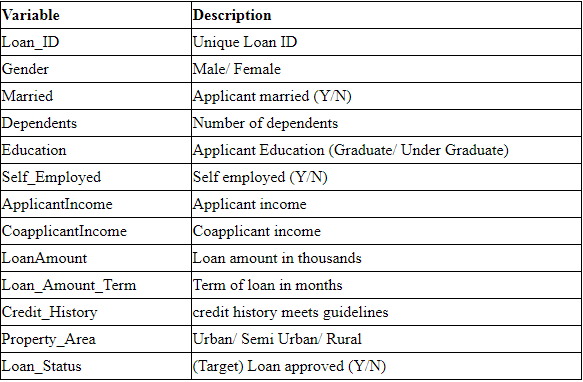 Variable Description
Loan_ID Unique Loan ID
Gender Male/ Female
Married Applicant married (Y/N)
Dependents Number of dependents
Education Applicant Education (Graduate/ Under Graduate)
Self_Employed Self employed (Y/N)
ApplicantIncome Applicant income
CoapplicantIncome Coapplicant income
LoanAmount Loan amount in thousands
Loan_Amount_Term Term of loan in months
Credit_History credit history meets guidelines
Property_Area Urban/ Semi Urban/ Rural
Loan_Status (Target) Loan approved (Y/N)